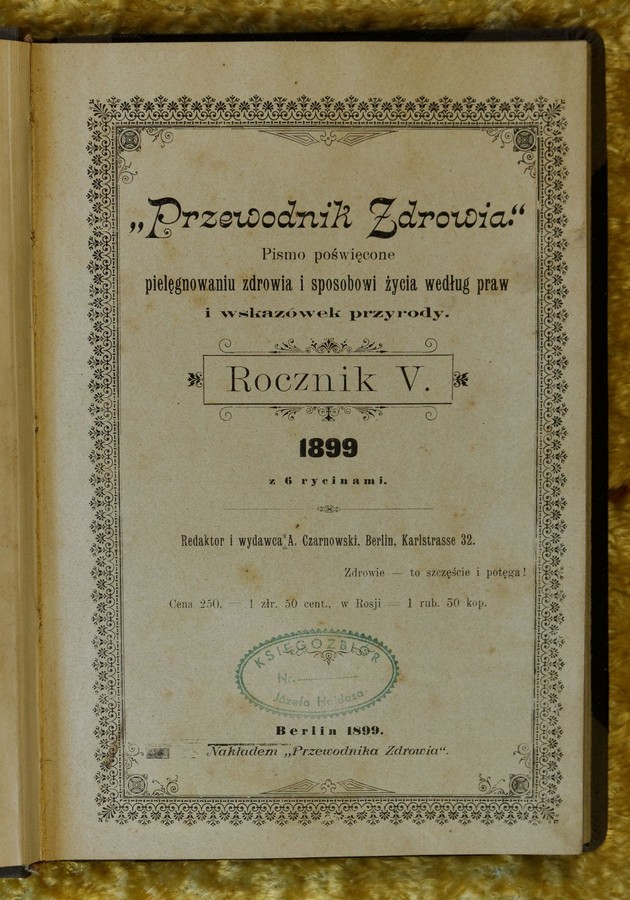 „Przewodnik Zdrowia.“
Pismo poświęcone
pielęgnowaniu zdrowia i sposobowi życia według praw
i wskazówek przyrody.
Rocznik V.
1899
z 6 rycinami.
Redaktor i wydawca A. Czarnowski, Berlin, Karlstrasse 32.
Zdrowie — to szczęście i potęga!
Cena 250. = 1 złr. 50 cent., w Rosji = 1 rub. 50 kop.
KSIĘGOZBIÓR
Nr.
Józefa
Berlin 1899.
Nakładem „Przewodnika Zdrowia“.